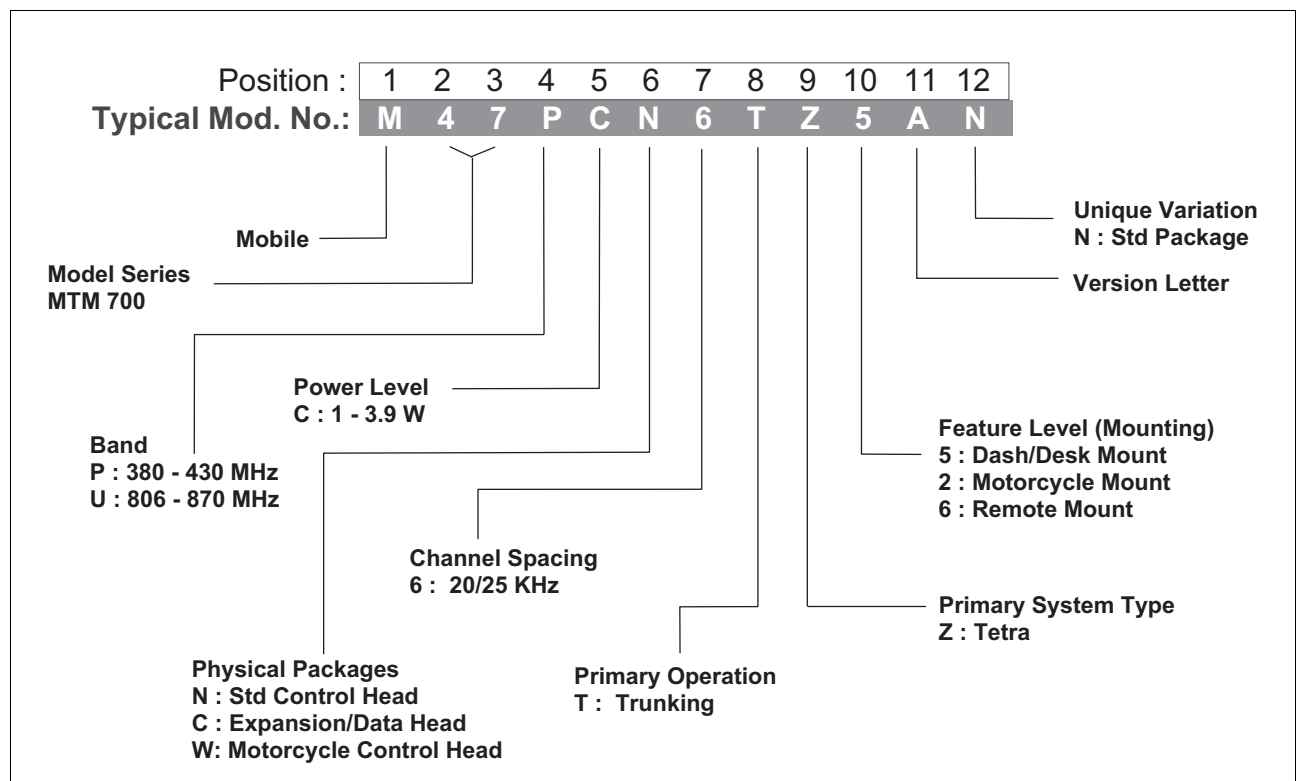 Position : 1 2 3 4 5 6 7 8 9 10 11 12
Typical Mod. No.: M 4 7 P C N 6 T Z 5 A N
Unique Variation
N : Std Package
Mobile
Model Series
MTM 700
Version Letter
Power Level
C : 1 - 3.9 W
Band
P : 380 - 430 MHz
U : 806 - 870 MHz
Feature Level (Mounting)
5 : Dash/Desk Mount
2 : Motorcycle Mount
6 : Remote Mount
Channel Spacing
6 : 20/25 KHz
Primary System Type
Z : Tetra
Physical Packages
N : Std Control Head
C : Expansion/Data Head
W: Motorcycle Control Head
Primary Operation
T : Trunking